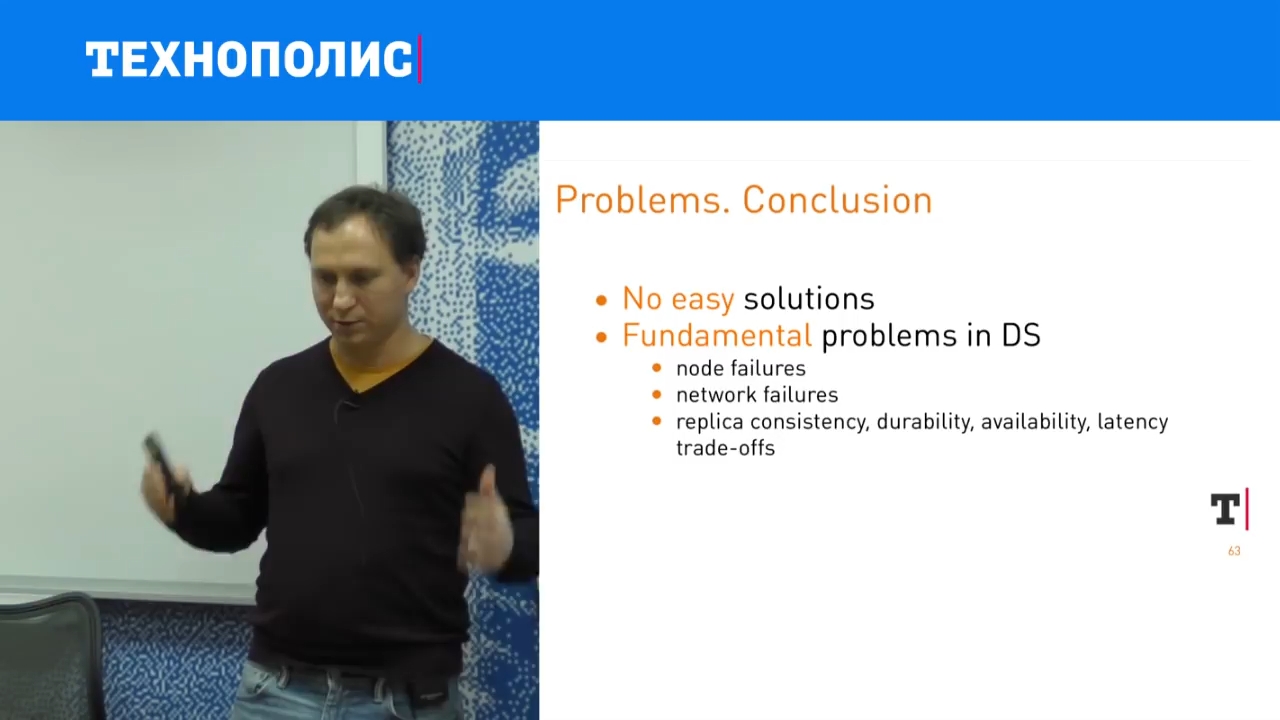 ТЕХНОПОЛИС
Problems. Conclusion
No easy solutions
Fundamental problems in DS
node failures
network failures
replica consistency, durability, availability, latency
trade-offs
T
63